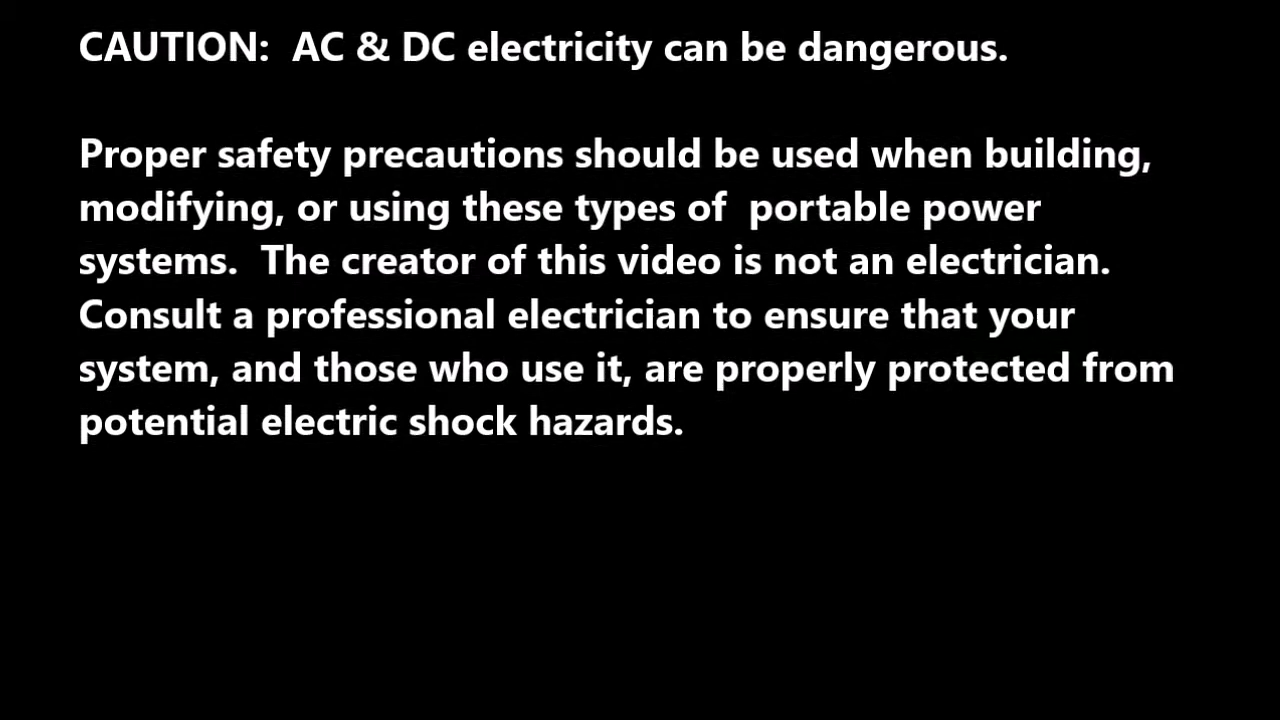 CAUTION:  AC & DC electricity can be dangerous.
Proper safety precautions should be used when building,
modifying, or using these types of  portable power
systems.  The creator of this video is not an electrician.
Consult a professional electrician to ensure that your
system, and those who use it, are properly protected from
potential electric shock hazards.